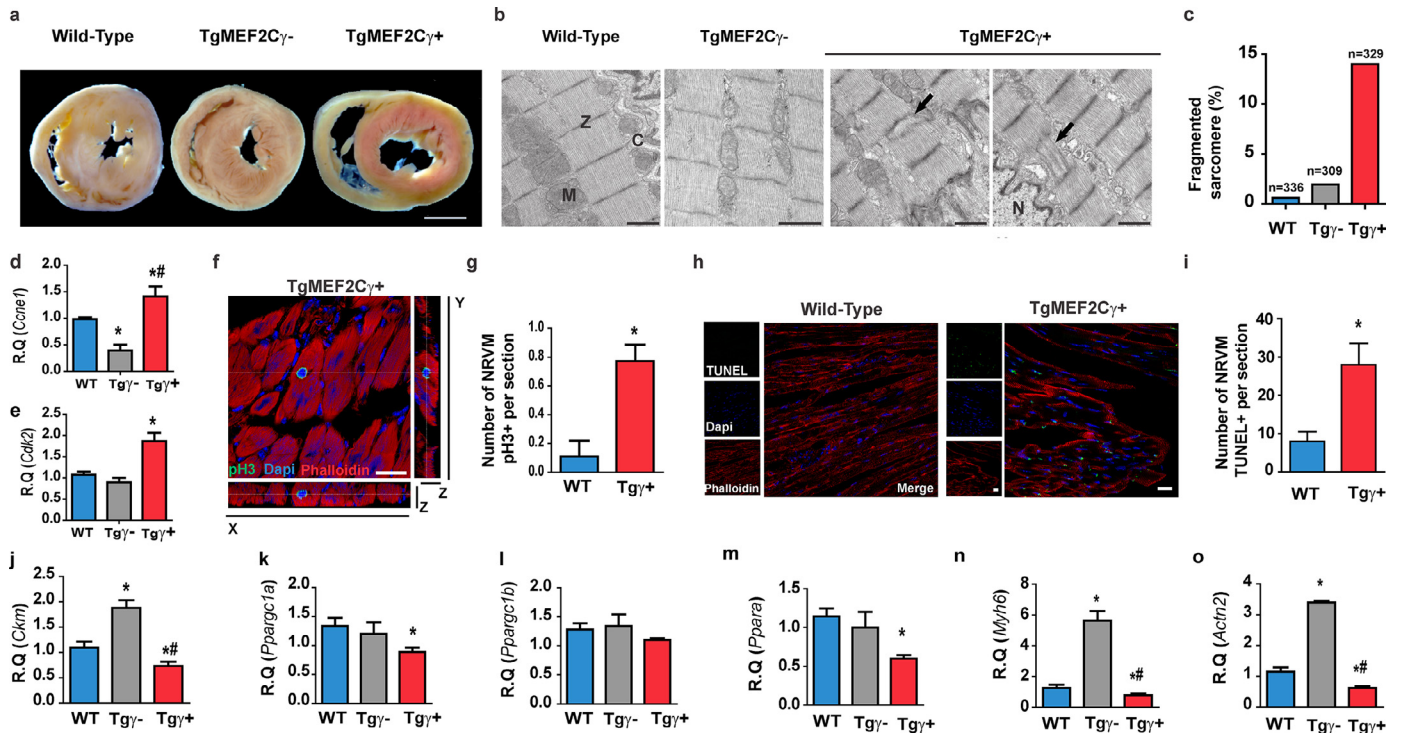 a
Wild-Type TgMEF2Cγ- TgMEF2Cγ+
b
Wild-Type TgMEF2Cγ- TgMEF2Cγ+
Z
C
M
N
c
Fragmented
sarcomere (%)
15
10
5
0
n=336 n=309 n=329
WT Tgγ- Tgγ+
d
R.Q (Ccne1)
2.0
1.5
1.0
0.5
0.0
*
*#
WT Tgγ- Tgγ+
e
R.Q (Cdk2)
2.5
2.0
1.5
1.0
0.5
0.0
*
WT Tgγ- Tgγ+
f
TgMEF2Cγ+
pH3 Dapi Phalloidin
Y
Z
Z
X
g
Number of NRVM
pH3+ per section
1.0
0.8
0.6
0.4
0.2
0.0
*
WT Tgγ+
h
Wild-Type TgMEF2Cγ+
TUNEL
Dapi
Phalloidin
Merge
i
Number of NRVM
TUNEL+ per section
40
30
20
10
0
*
WT Tgγ+
j
R.Q (Ckm)
2.5
2.0
1.5
1.0
0.5
0.0
*
*#
WT Tgγ- Tgγ+
k
R.Q (Ppargc1a)
2.0
1.5
1.0
0.5
0.0
*
WT Tgγ- Tgγ+
l
R.Q (Ppargc1b)
2.0
1.5
1.0
0.5
0.0
WT Tgγ- Tgγ+
m
R.Q (Ppara)
1.5
1.0
0.5
0.0
*
WT Tgγ- Tgγ+
n
R.Q (Myh6)
8
6
4
2
0
*
*#
WT Tgγ- Tgγ+
o
R.Q (Actn2)
4
3
2
1
0
*
*#
WT Tgγ- Tgγ+